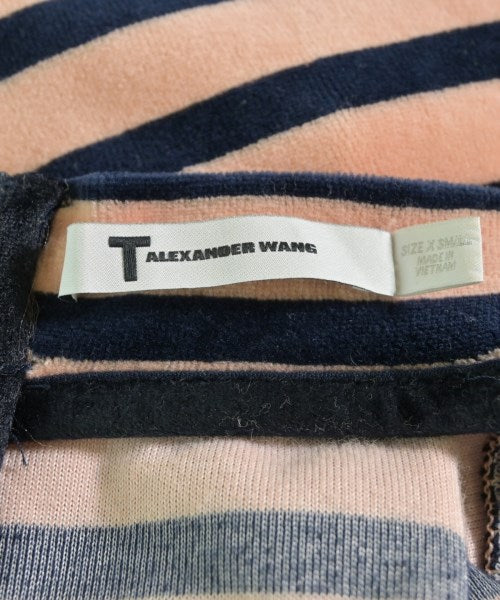 T ALEXANDER WANG
SIZE X SMALL
MADE IN
VIETNAM